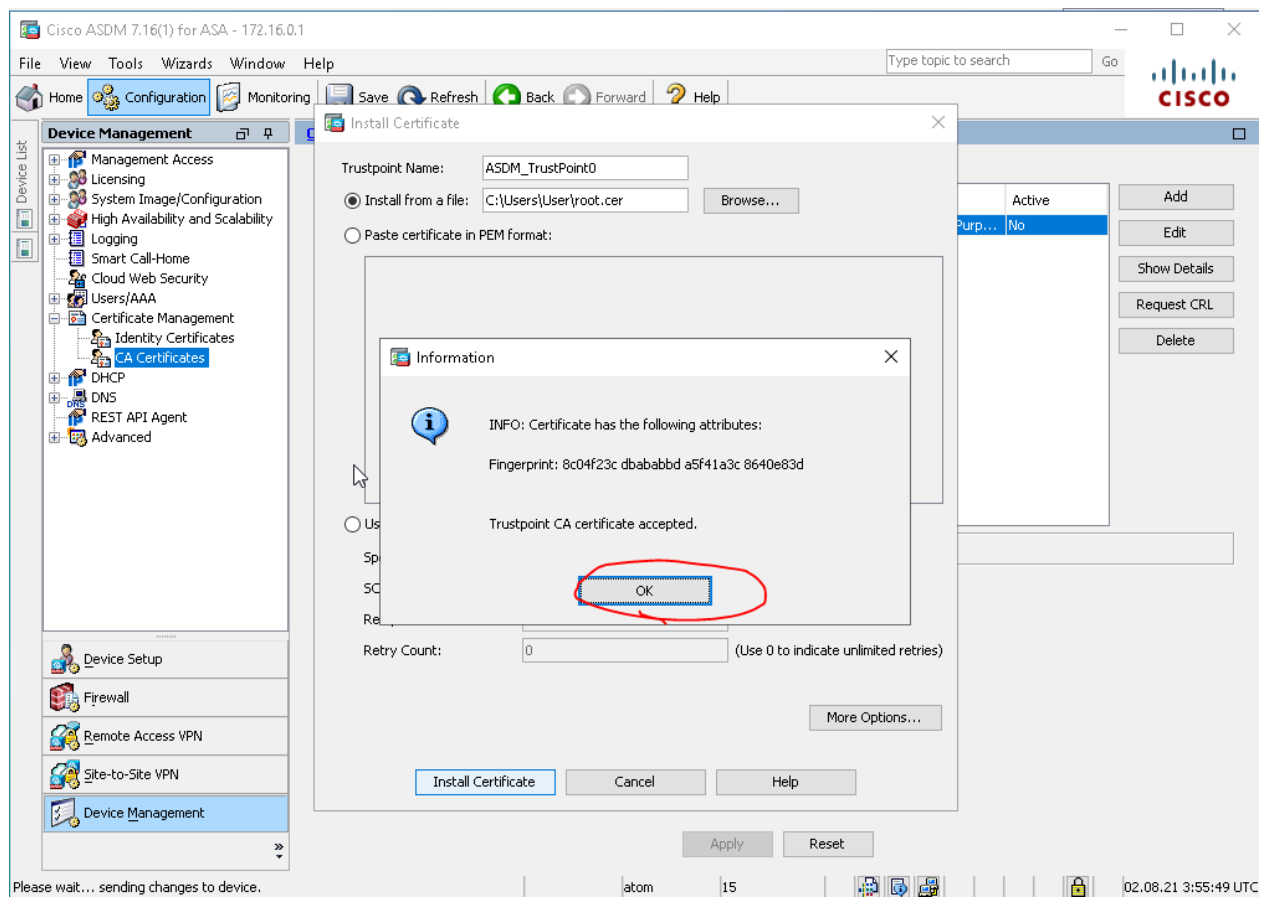 Cisco ASDM 7.16(1) for ASA - 172.16.0.1
File View Tools Wizards Window Help
Type topic to search Go
Home Configuration Monitoring Save Refresh Back Forward Help
CISCO
Device List
Device Management
Management Access
Licensing
System Image/Configuration
High Availability and Scalability
Logging
Smart Call-Home
Cloud Web Security
Users/AAA
Certificate Management
Identity Certificates
CA Certificates
DHCP
DNS
REST API Agent
Advanced
Device Setup
Firewall
Remote Access VPN
Site-to-Site VPN
Device Management
Install Certificate
Trustpoint Name: ASDM_TrustPoint0
Install from a file: C:\Users\User\root.cer Browse...
Paste certificate in PEM format:
Information
INFO: Certificate has the following attributes:
Fingerprint: 8c04f23c dbababbd a5f41a3c 8640e83d
Trustpoint CA certificate accepted.
OK
Retry Count: 0 (Use 0 to indicate unlimited retries)
More Options...
Install Certificate Cancel Help
Active
Purp... No
Add
Edit
Show Details
Request CRL
Delete
Apply Reset
Please wait... sending changes to device. atom 15 02.08.21 3:55:49 UTC